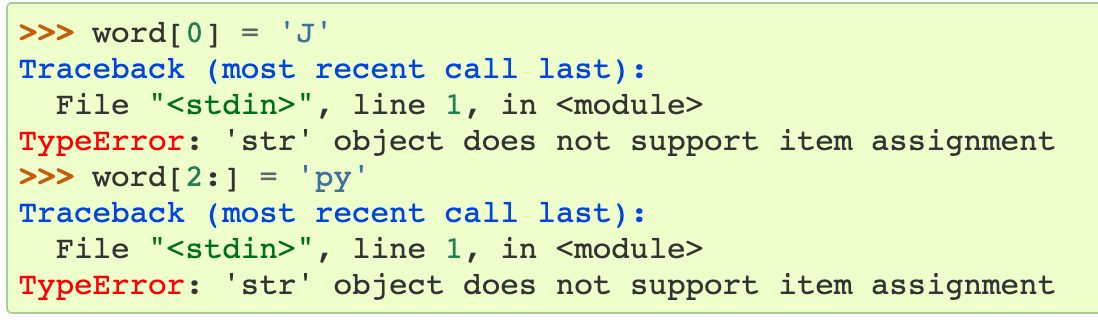 >>> word[0] = 'J'
Traceback (most recent call last):
  File "<stdin>", line 1, in <module>
TypeError: 'str' object does not support item assignment
>>> word[2:] = 'py'
Traceback (most recent call last):
  File "<stdin>", line 1, in <module>
TypeError: 'str' object does not support item assignment